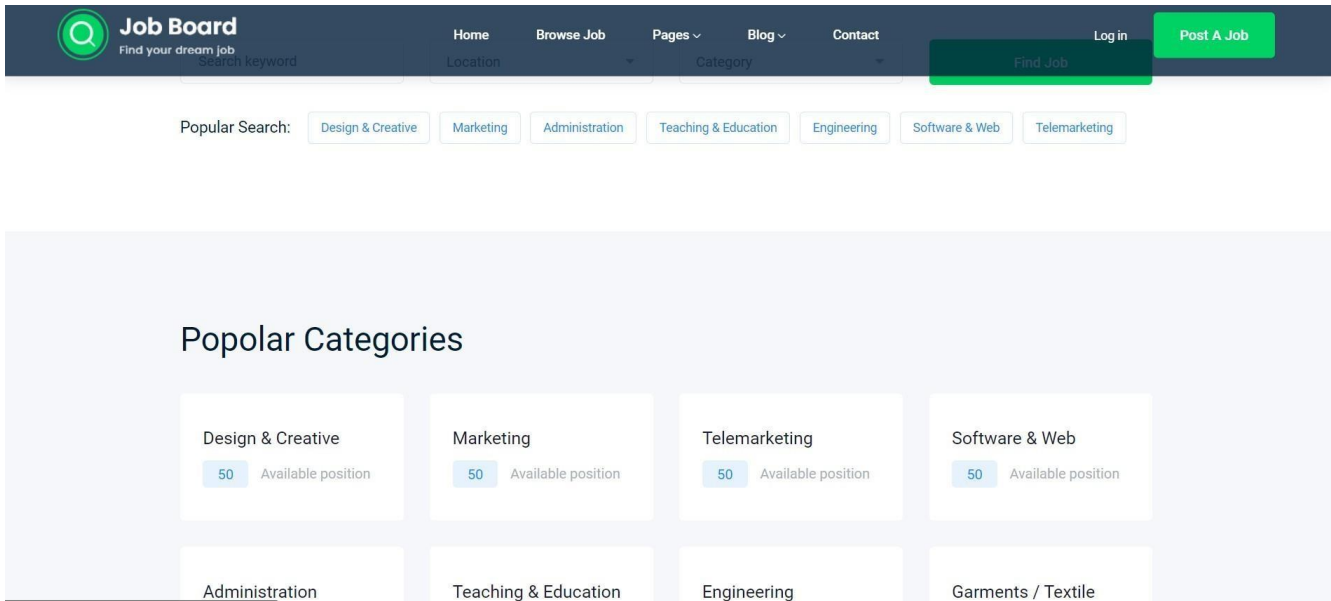 Job Board
Find your dream job
Home Browse Job Pages Blog Contact Log in Post A Job
Search keyword Location Category Find Job
Popular Search: Design & Creative Marketing Administration Teaching & Education Engineering Software & Web Telemarketing
Popolar Categories
Design & Creative Marketing Telemarketing Software & Web
50 Available position 50 Available position 50 Available position 50 Available position
Administration Teaching & Education Engineering Garments / Textile